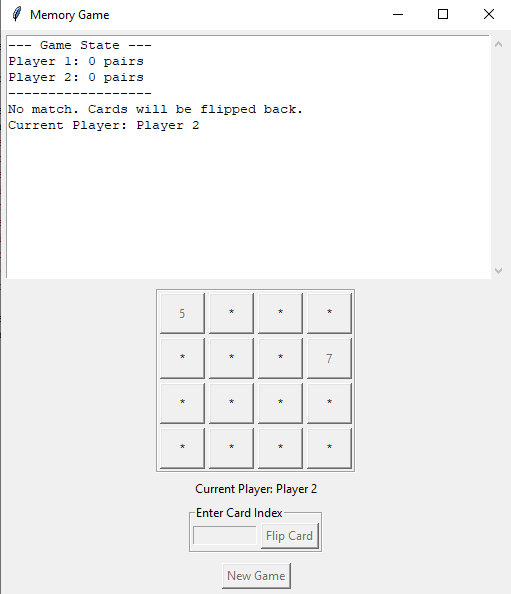 Memory Game
--- Game State ---
Player 1: 0 pairs
Player 2: 0 pairs
------------------
No match. Cards will be flipped back.
Current Player: Player 2
5 * * *
* * * 7
* * * *
* * * *
Current Player: Player 2
Enter Card Index
Flip Card
New Game